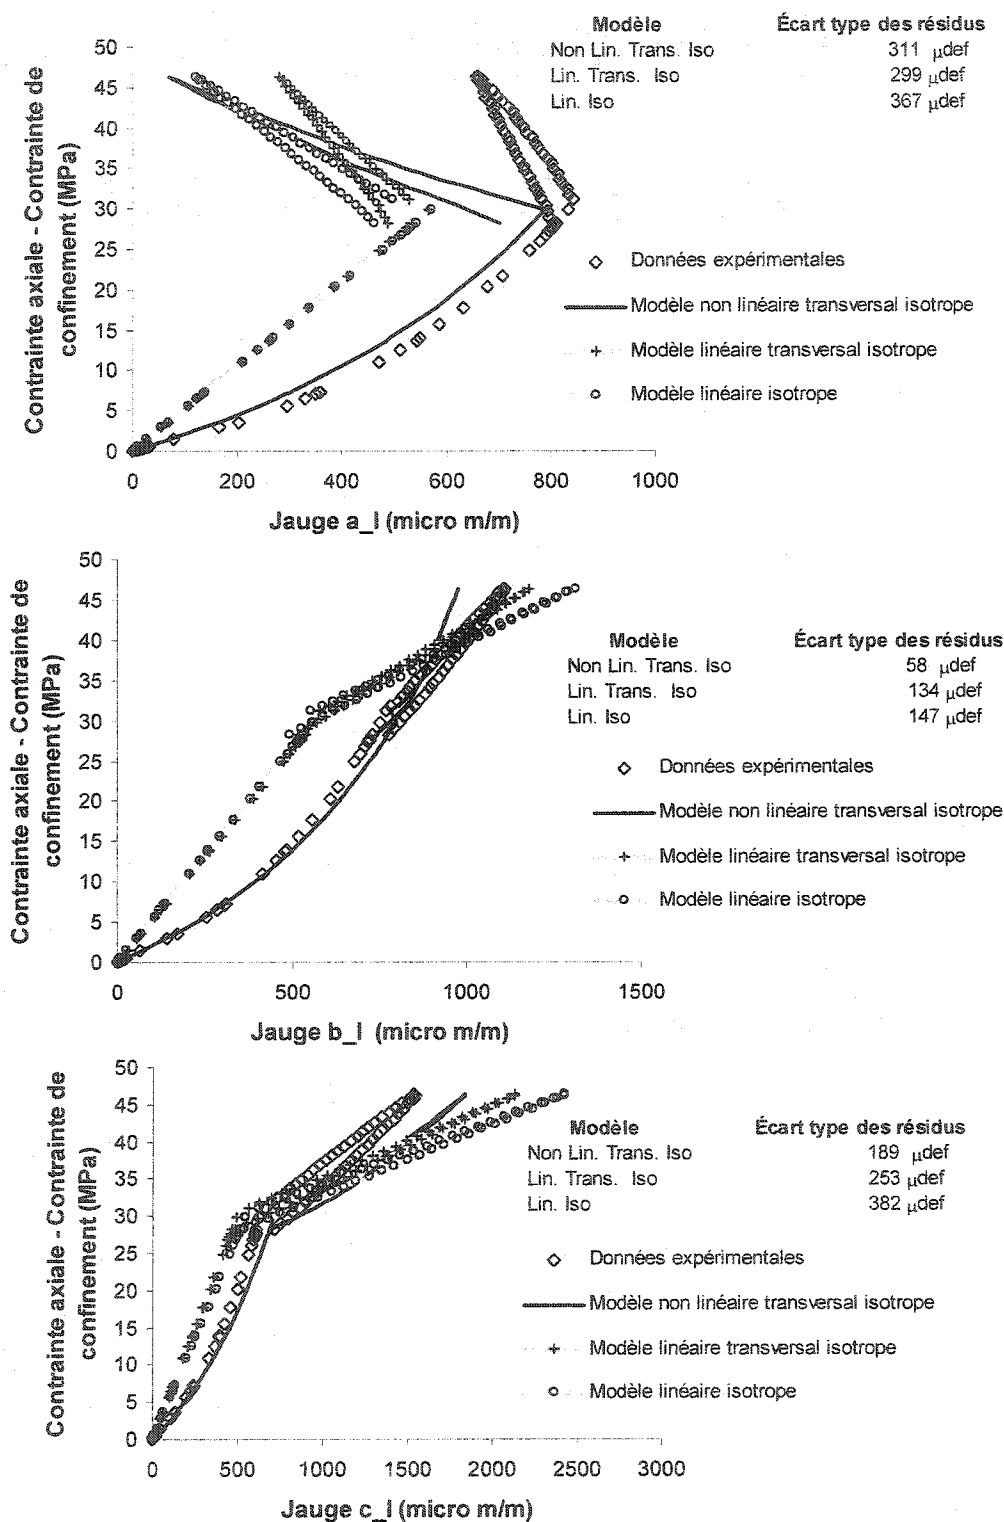 Modèle Écart type des résidus
Non Lin. Trans. Iso 311 μdef
Lin. Trans. Iso 299 μdef
Lin. Iso 367 μdef
Contrainte axiale - Contrainte de
confinement (MPa)
50
45
40
35
30
25
20
15
10
5
0
0 200 400 600 800 1000
Données expérimentales
Modèle non linéaire transversal isotrope
Modèle linéaire transversal isotrope
Modèle linéaire isotrope
Jauge a_l (micro m/m)
Contrainte axiale - Contrainte de
confinement (MPa)
50
45
40
35
30
25
20
15
10
5
0
0 500 1000 1500
Modèle Écart type des résidus
Non Lin. Trans. Iso 58 μdef
Lin. Trans. Iso 134 μdef
Lin. Iso 147 μdef
Données expérimentales
Modèle non linéaire transversal isotrope
Modèle linéaire transversal isotrope
Modèle linéaire isotrope
Jauge b_l (micro m/m)
Contrainte axiale - Contrainte de
confinement (MPa)
50
45
40
35
30
25
20
15
10
5
0
0 500 1000 1500 2000 2500 3000
Modèle Écart type des résidus
Non Lin. Trans. Iso 189 μdef
Lin. Trans. Iso 253 μdef
Lin. Iso 382 μdef
Données expérimentales
Modèle non linéaire transversal isotrope
Modèle linéaire transversal isotrope
Modèle linéaire isotrope
Jauge c_l (micro m/m)